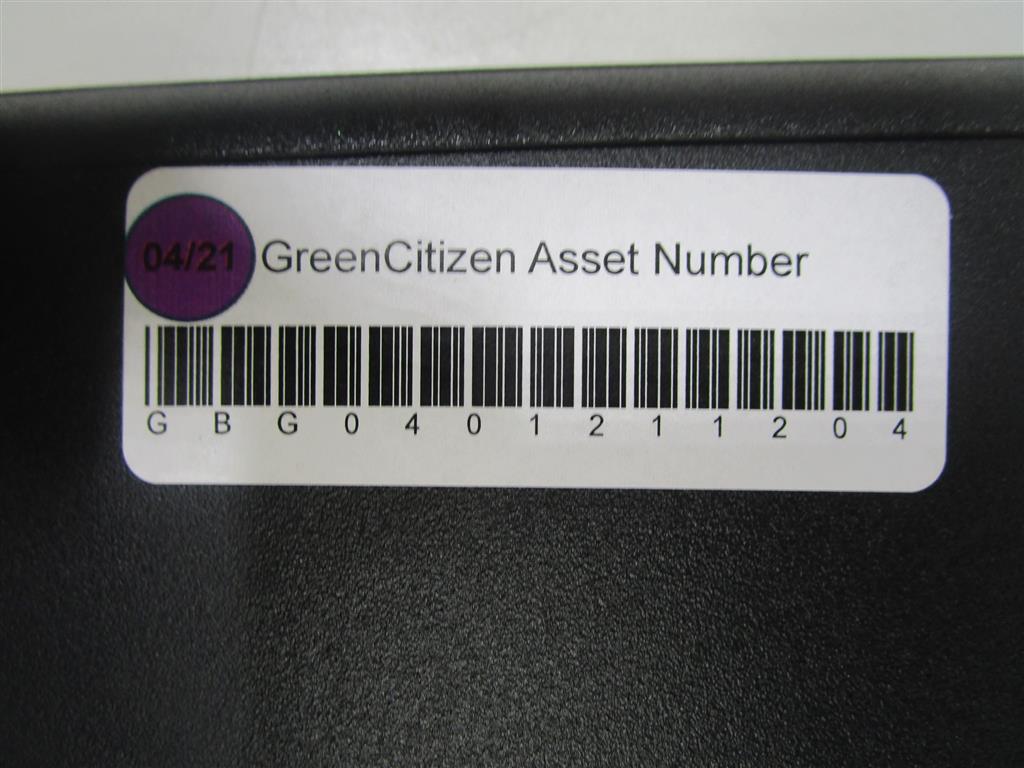 04/21 GreenCitizen Asset Number
G B G 0 4 0 1 2 1 1 2 0 4